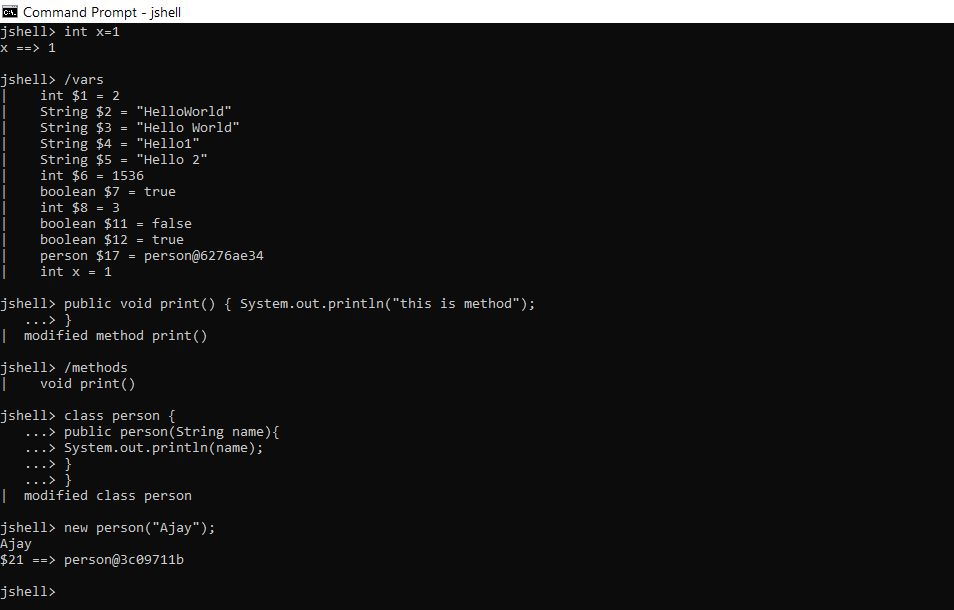 Command Prompt - jshell
jshell> int x=1
x ==> 1
jshell> /vars
|    int $1 = 2
|    String $2 = "HelloWorld"
|    String $3 = "Hello World"
|    String $4 = "Hello1"
|    String $5 = "Hello 2"
|    int $6 = 1536
|    boolean $7 = true
|    int $8 = 3
|    boolean $11 = false
|    boolean $12 = true
|    person $17 = person@6276ae34
|    int x = 1
jshell> public void print() { System.out.println("this is method");
   ...> }
|  modified method print()
jshell> /methods
|    void print()
jshell> class person {
   ...> public person(String name){
   ...> System.out.println(name);
   ...> }
   ...> }
|  modified class person
jshell> new person("Ajay");
Ajay
$21 ==> person@3c09711b
jshell>